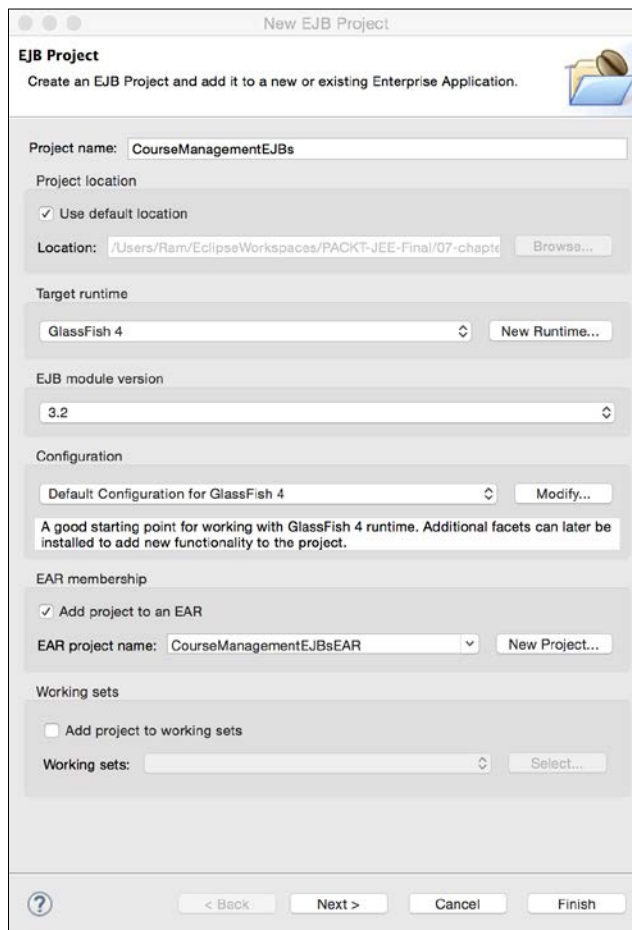 New EJB Project
EJB Project
Create an EJB Project and add it to a new or existing Enterprise Application.
Project name: CourseManagementEJBs
Project location
Use default location
Location: /Users/Ram/EclipseWorkspaces/PACKT-JEE-Final/07-chapte Browse...
Target runtime
GlassFish 4 New Runtime...
EJB module version
3.2
Configuration
Default Configuration for GlassFish 4 Modify...
A good starting point for working with GlassFish 4 runtime. Additional facets can later be
installed to add new functionality to the project.
EAR membership
Add project to an EAR
EAR project name: CourseManagementEJBsEAR New Project...
Working sets
Add project to working sets
Working sets: Select...
? < Back Next > Cancel Finish